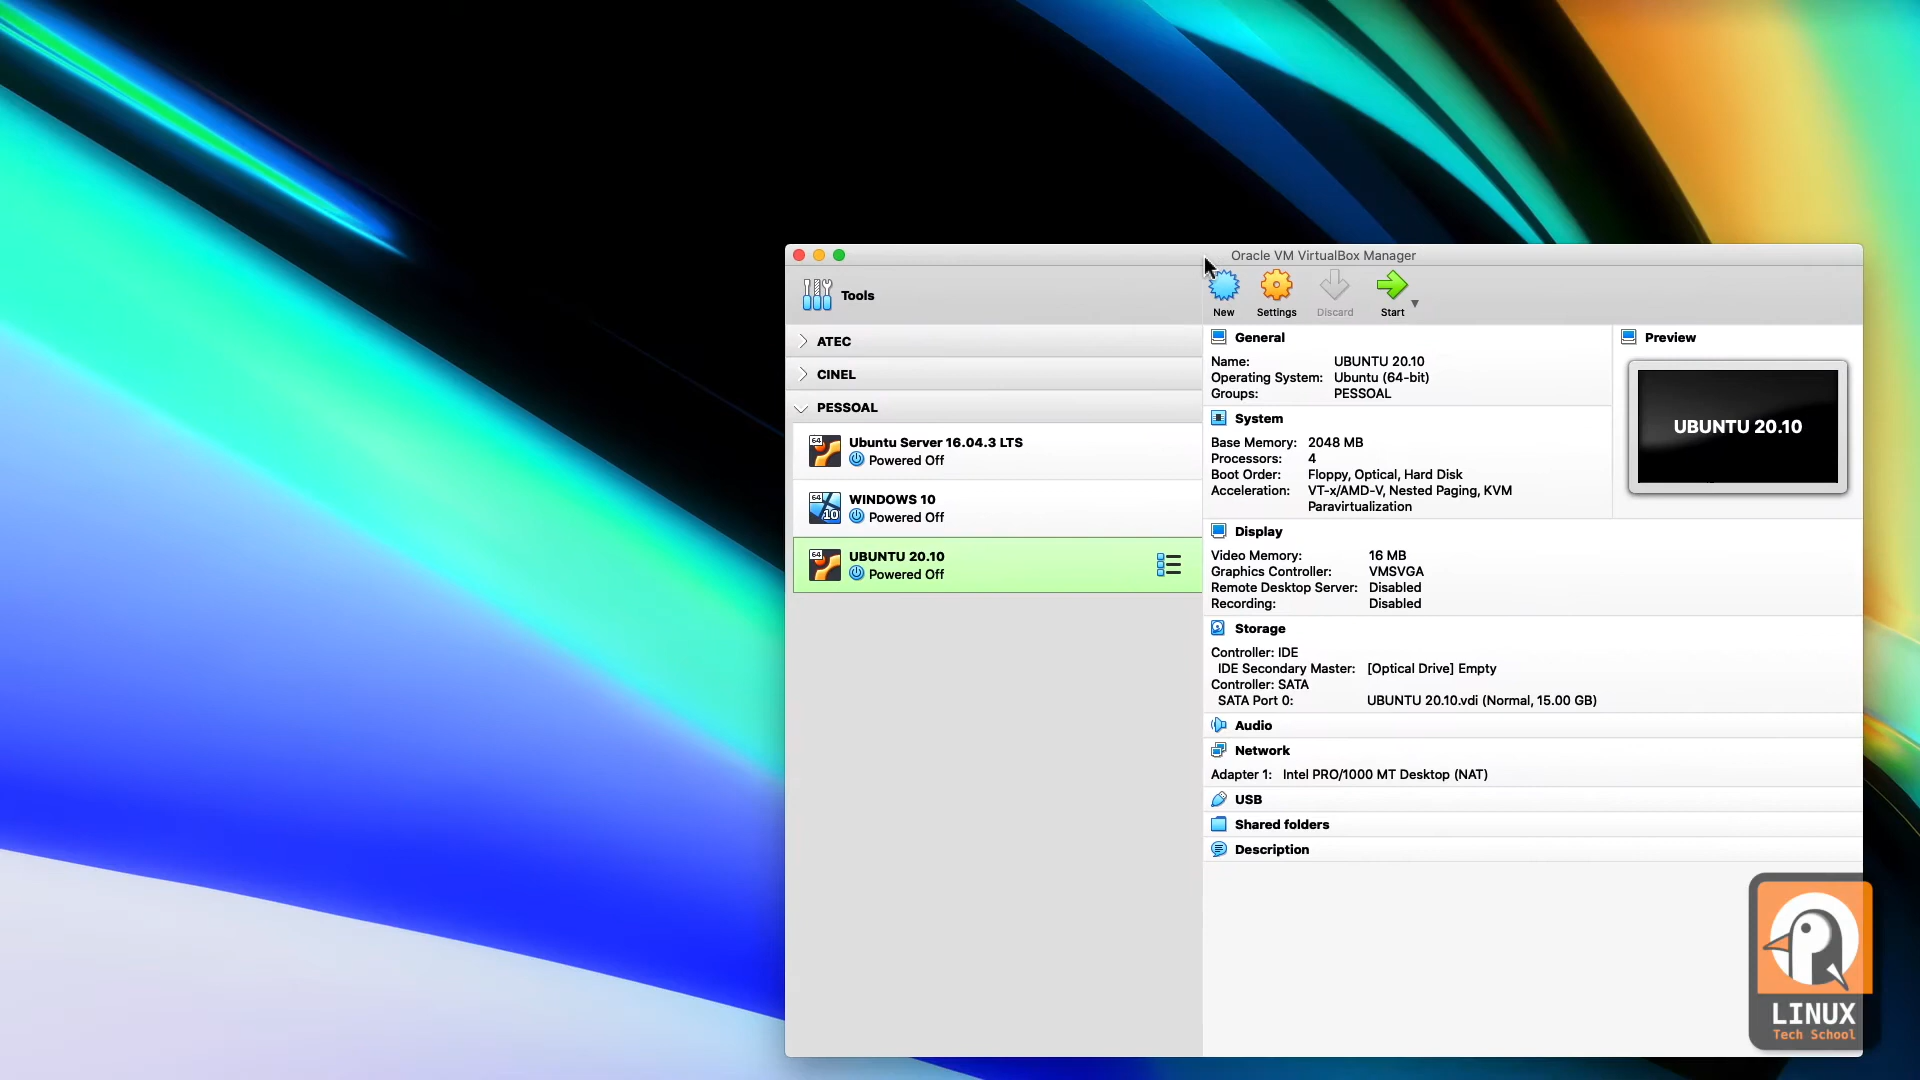 Oracle VM VirtualBox Manager
Tools
New
Settings
Discard
Start
ATEC
CINEL
PESSOAL
64
Ubuntu Server 16.04.3 LTS
Powered Off
64
10
WINDOWS 10
Powered Off
64
UBUNTU 20.10
Powered Off
General
Name: UBUNTU 20.10
Operating System: Ubuntu (64-bit)
Groups: PESSOAL
Preview
UBUNTU 20.10
System
Base Memory: 2048 MB
Processors: 4
Boot Order: Floppy, Optical, Hard Disk
Acceleration: VT-x/AMD-V, Nested Paging, KVM
Paravirtualization
Display
Video Memory: 16 MB
Graphics Controller: VMSVGA
Remote Desktop Server: Disabled
Recording: Disabled
Storage
Controller: IDE
IDE Secondary Master: [Optical Drive] Empty
Controller: SATA
SATA Port 0: UBUNTU 20.10.vdi (Normal, 15.00 GB)
Audio
Network
Adapter 1: Intel PRO/1000 MT Desktop (NAT)
USB
Shared folders
Description
LINUX
Tech School